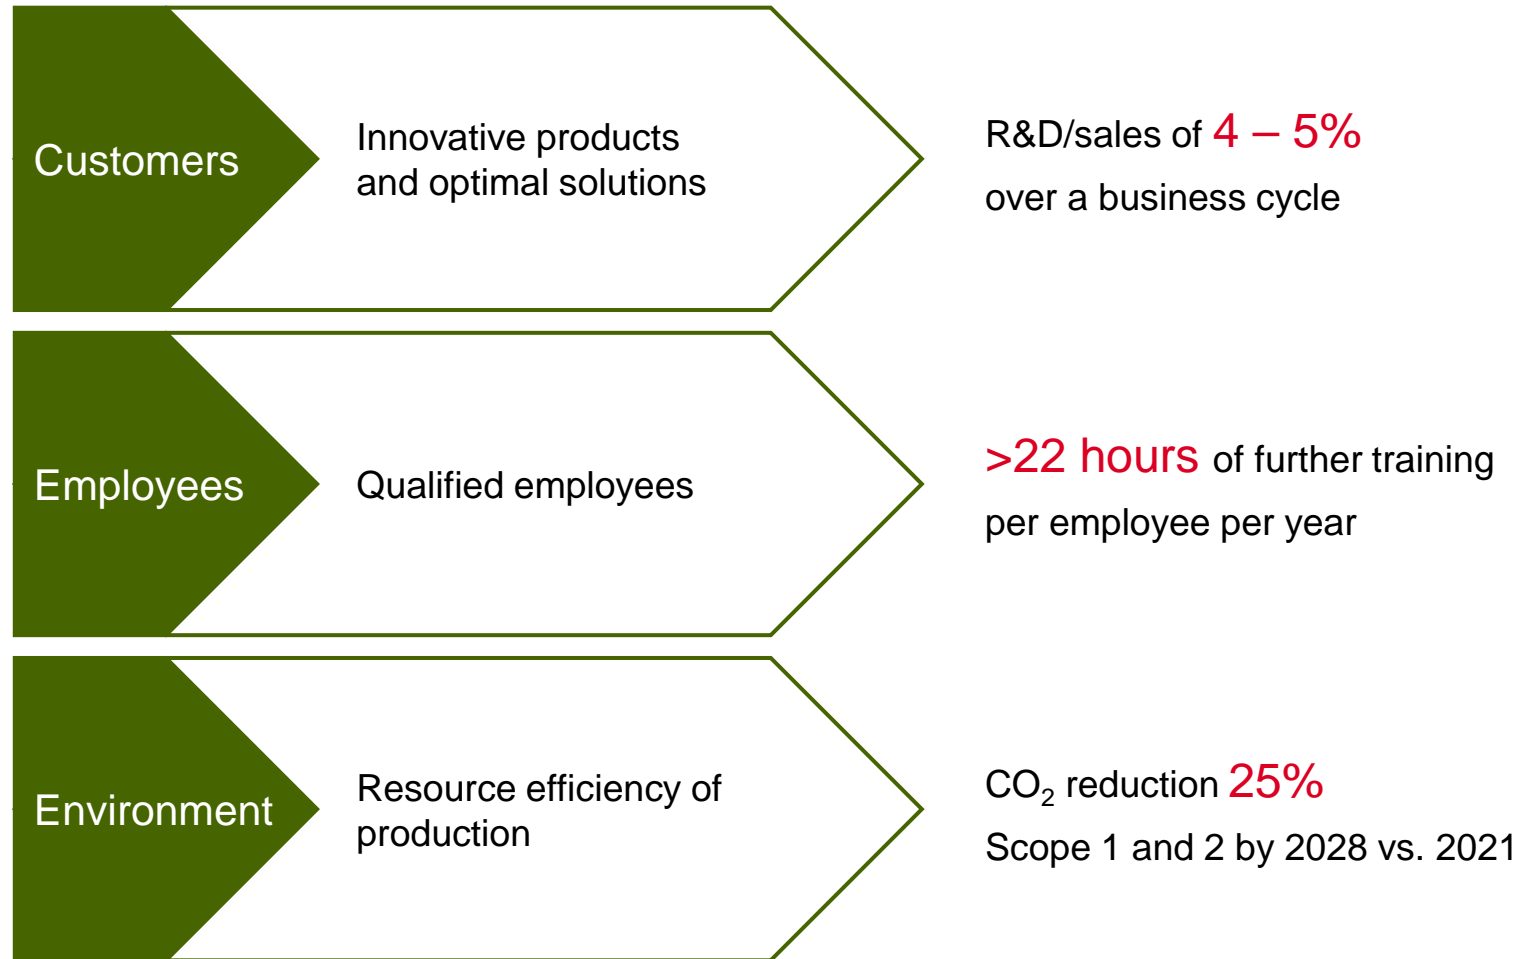 Customers
Innovative products
and optimal solutions
R&D/sales of 4 – 5%
over a business cycle
Employees
Qualified employees
>22 hours of further training
per employee per year
Environment
Resource efficiency of
production
CO₂ reduction 25%
Scope 1 and 2 by 2028 vs. 2021